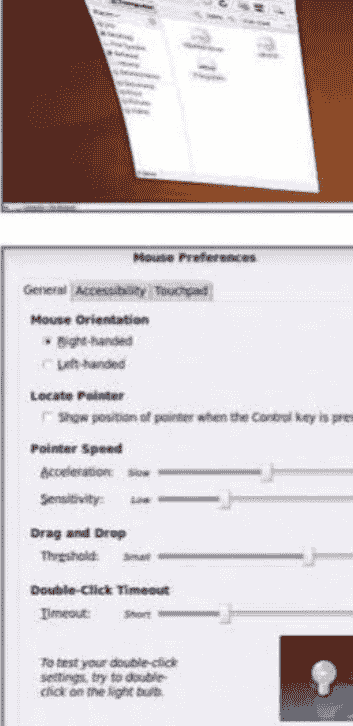 Mouse Preferences
General Accessibility Touchpad
Mouse Orientation
Right-handed
Left-handed
Locate Pointer
Show position of pointer when the Control key is pres
Pointer Speed
Acceleration: Slow
Sensitivity: Low
Drag and Drop
Threshold: Small
Double-Click Timeout
Timeout: Short
To test your double-click
settings, try to double-
click on the light bulb.